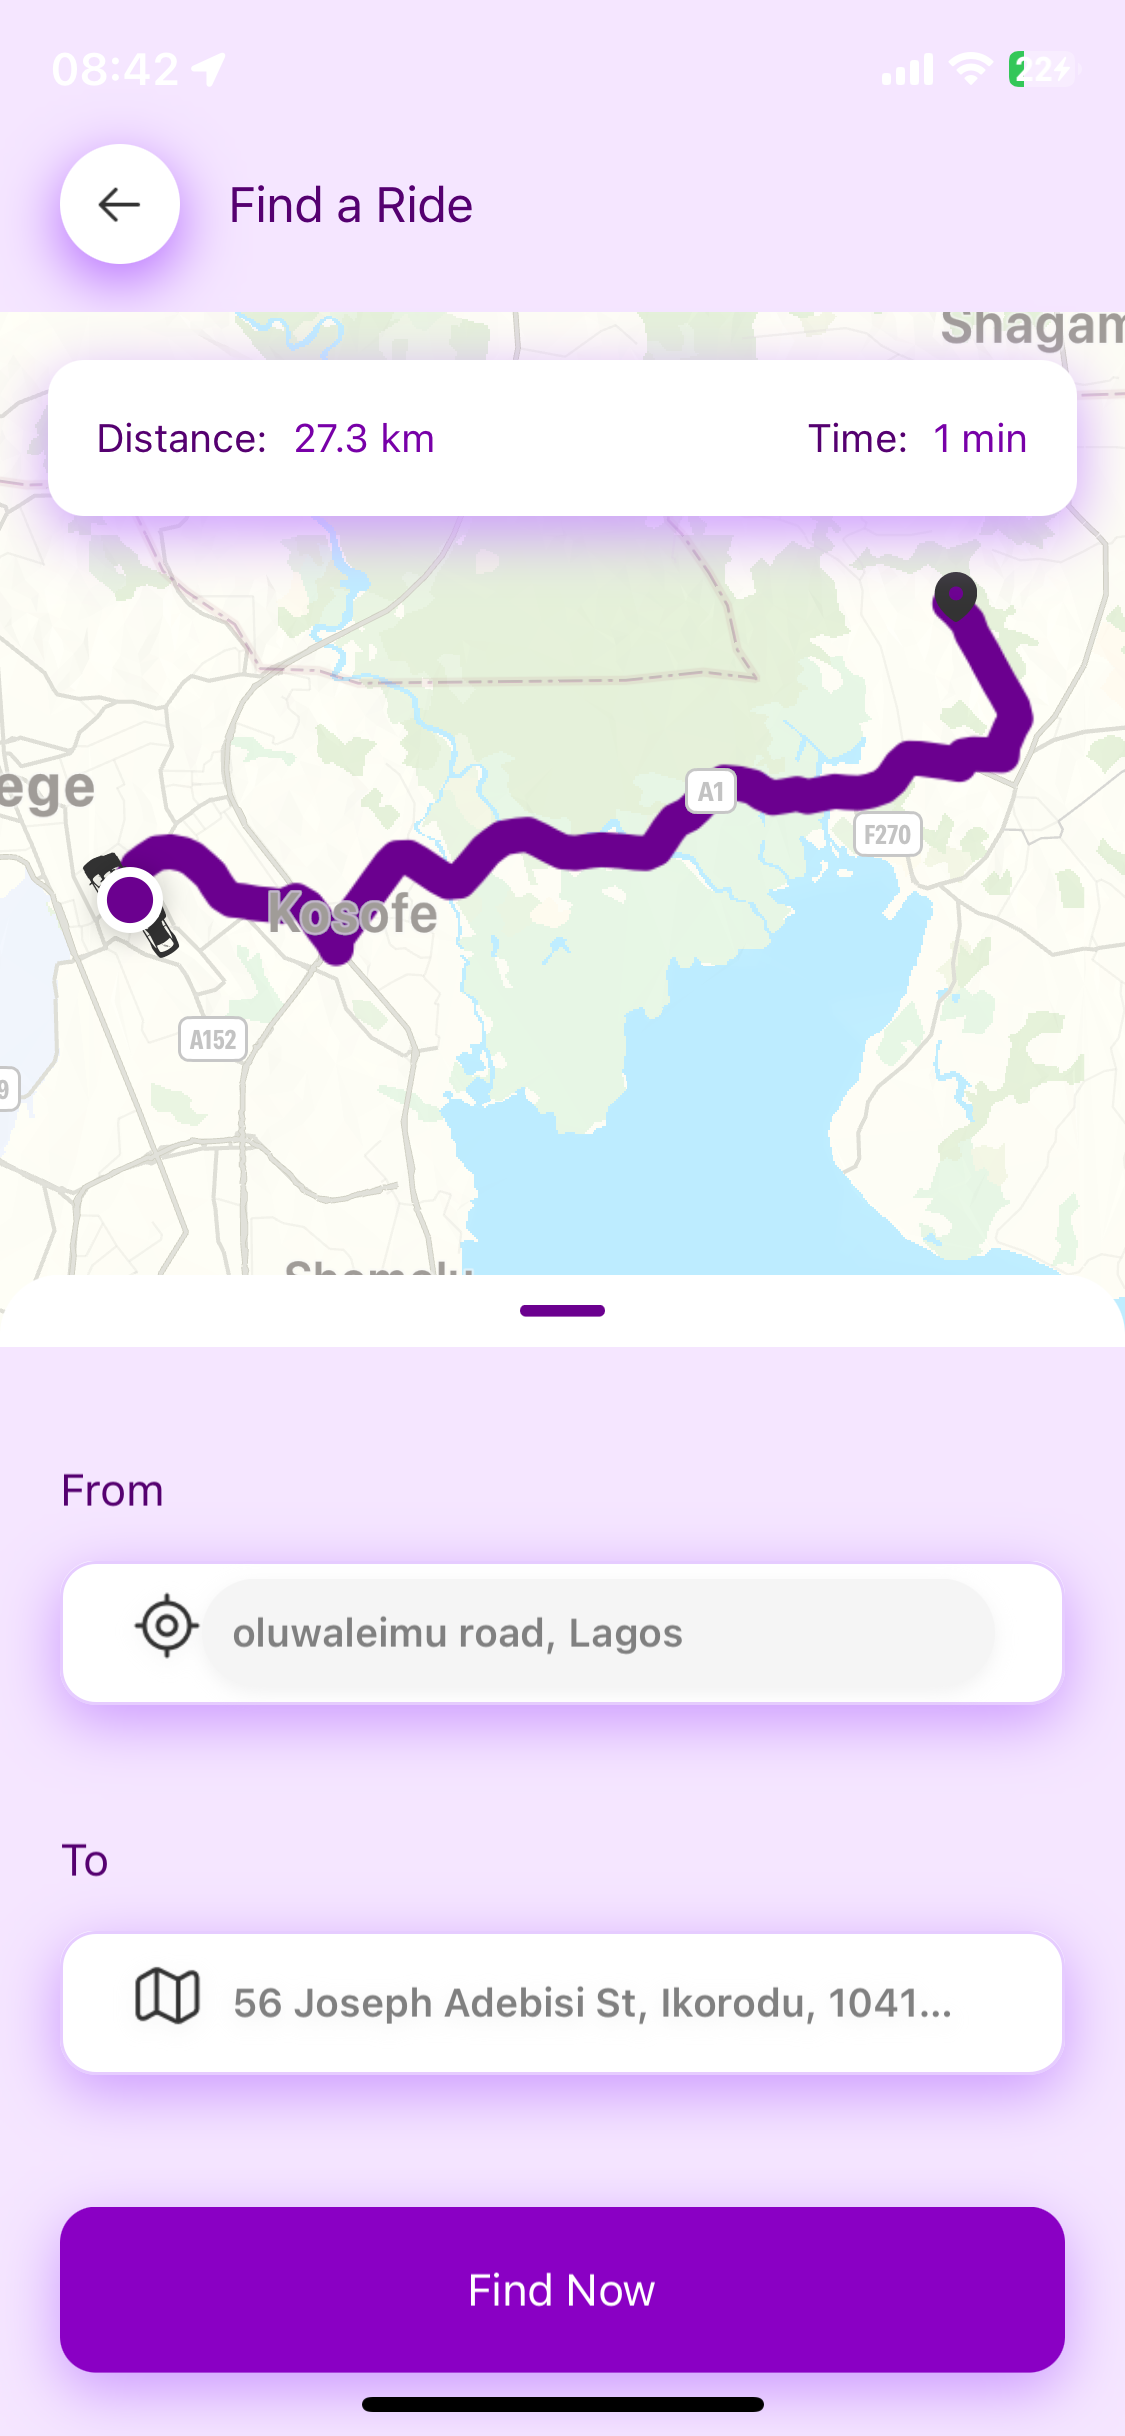 08:42
22
Find a Ride
Shagam
Distance: 27.3 km
Time: 1 min
ege
A1
F270
Kosofe
A152
9
Shomolu
From
oluwaleimu road, Lagos
To
56 Joseph Adebisi St, Ikorodu, 1041...
Find Now